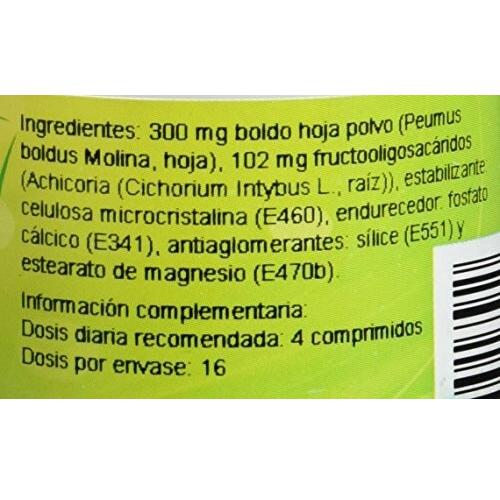 Ingredientes: 300 mg boldo hoja polvo (Peumus
boldus Molina, hoja), 102 mg fructooligosacáridos
(Achicoria (Cichorium Intybus L., raíz)), estabilizante
celulosa microcristalina (E460), endurecedor: fosfato
cálcico (E341), antiaglomerantes: sílice (E551) y
estearato de magnesio (E470b).
Información complementaria:
Dosis diaria recomendada: 4 comprimidos
Dosis por envase: 16